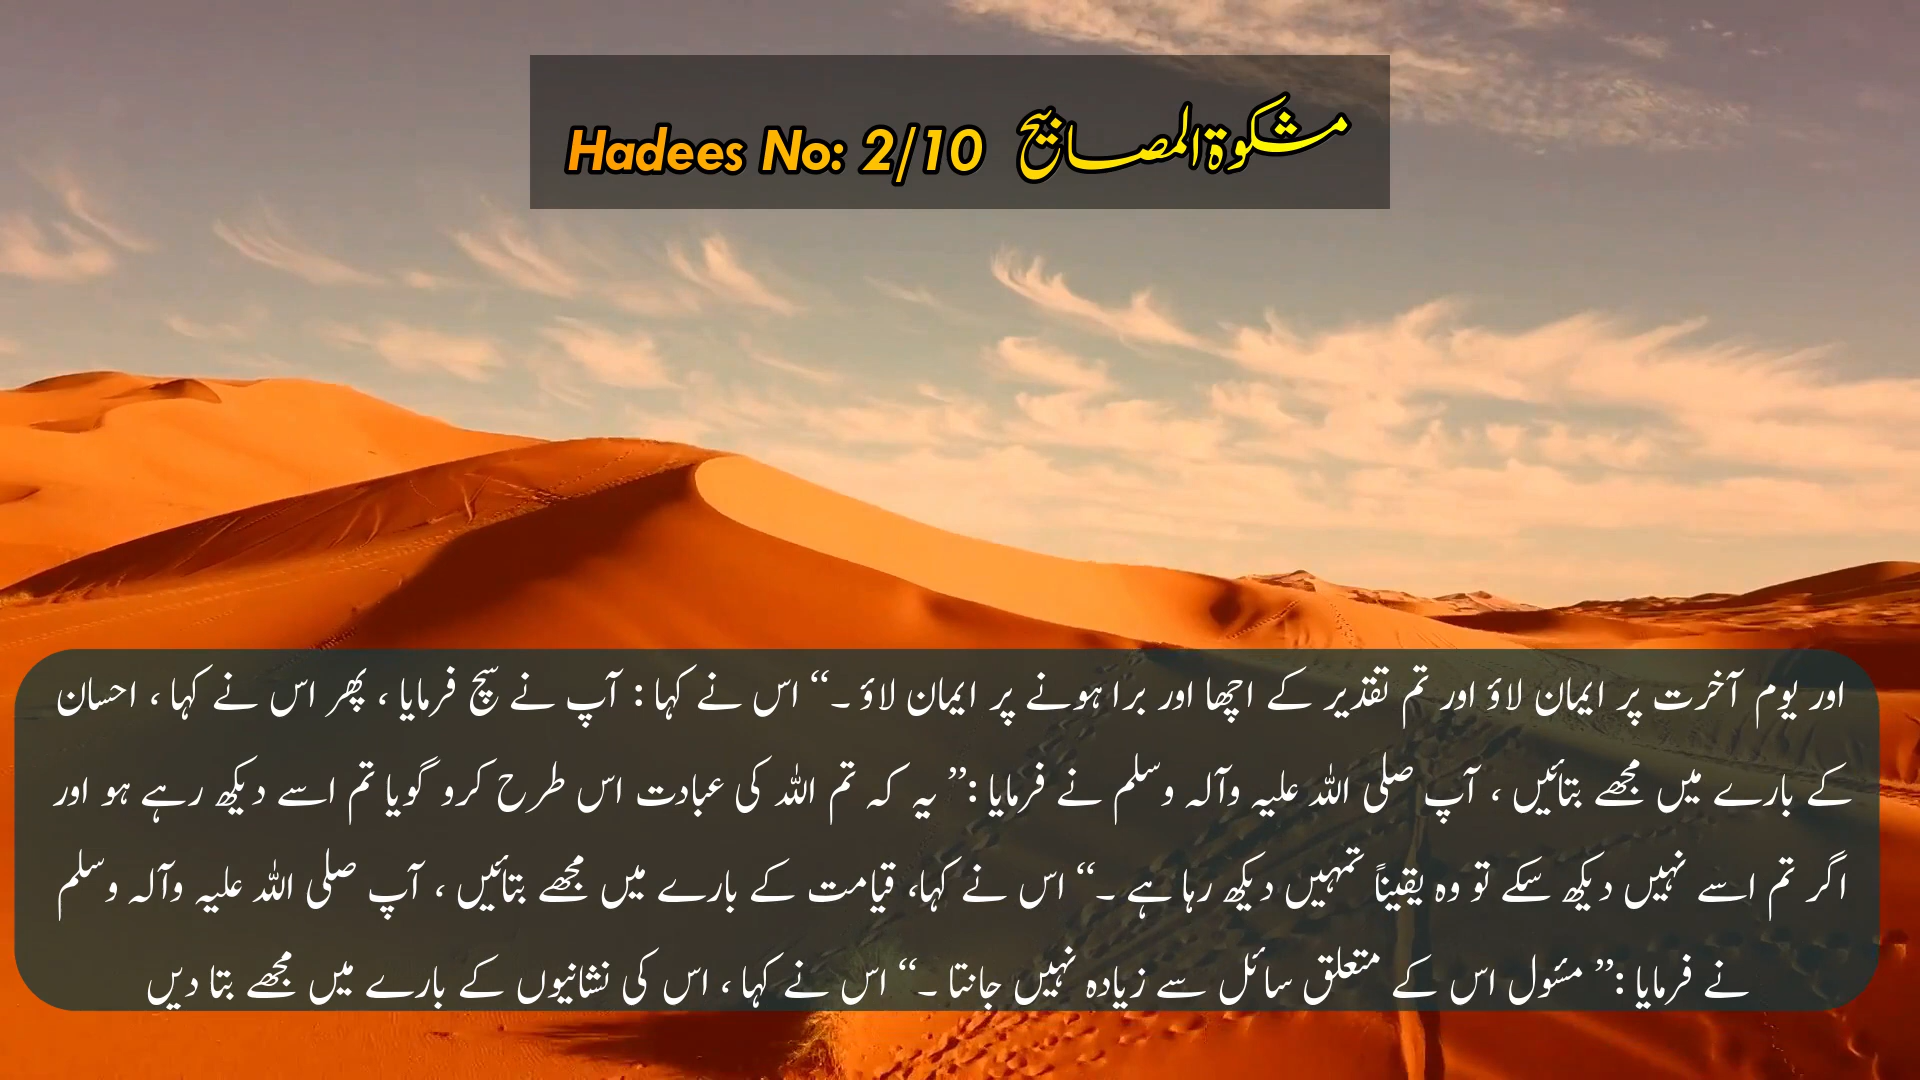 Hadees No: 2/10 مشکوۃ المصابیح
اور یوم آخرت پر ایمان لاؤ اور تم تقدیر کے اچھا اور برا ہونے پر ایمان لاؤ ۔‘‘ اس نے کہا : آپ نے سچ فرمایا ، پھر اس نے کہا ، احسان
کے بارے میں مجھے بتائیں ، آپ صلی اللہ علیہ وآلہ وسلم نے فرمایا :’’ یہ کہ تم اللہ کی عبادت اس طرح کرو گویا تم اسے دیکھ رہے ہو اور
اگر تم اسے نہیں دیکھ سکے تو وہ یقیناً تمہیں دیکھ رہا ہے ۔‘‘ اس نے کہا، قیامت کے بارے میں مجھے بتائیں ، آپ صلی اللہ علیہ وآلہ وسلم
نے فرمایا :’’ مسٔول اس کے متعلق سائل سے زیادہ نہیں جانتا ۔‘‘ اس نے کہا ، اس کی نشانیوں کے بارے میں مجھے بتا دیں